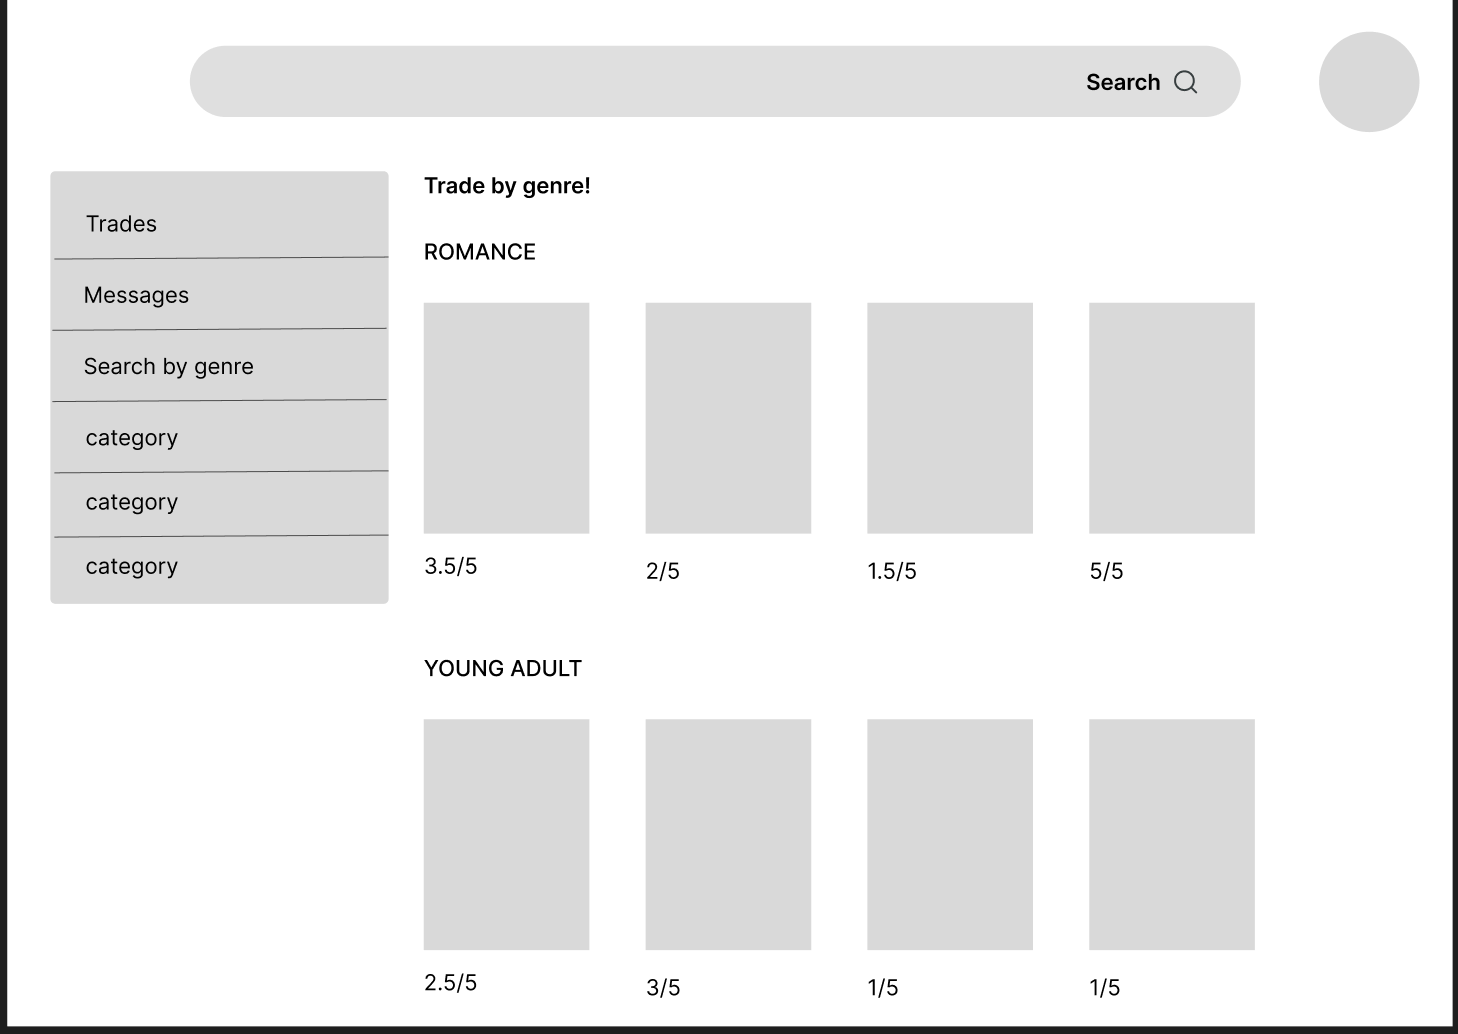 Search
Trades
Messages
Search by genre
category
category
category
Trade by genre!
ROMANCE
3.5/5
2/5
1.5/5
5/5
YOUNG ADULT
2.5/5
3/5
1/5
1/5